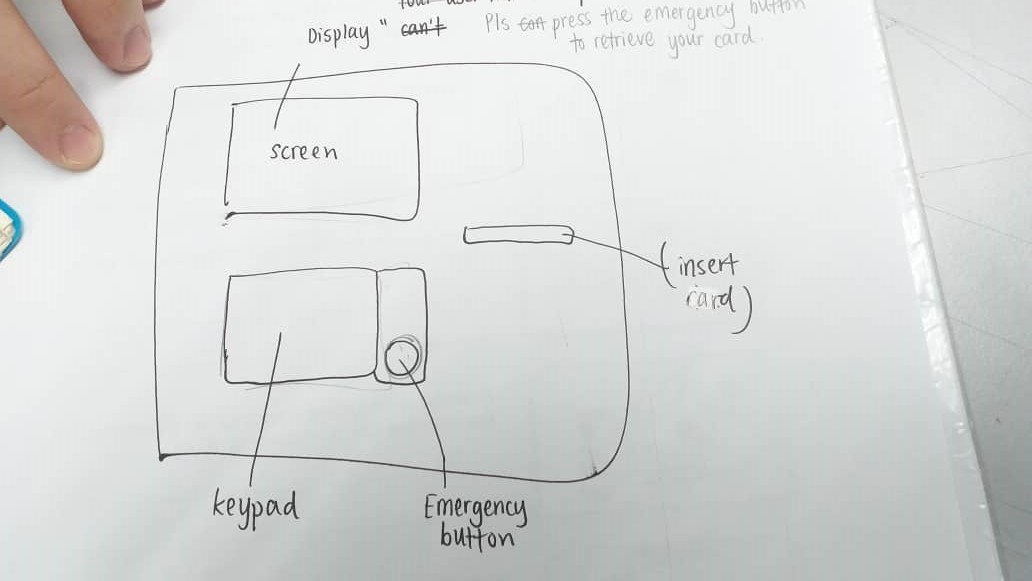 Display " can't Pls can press the emergency button
to retrieve your card.
screen
(insert
card)
keypad
Emergency
button